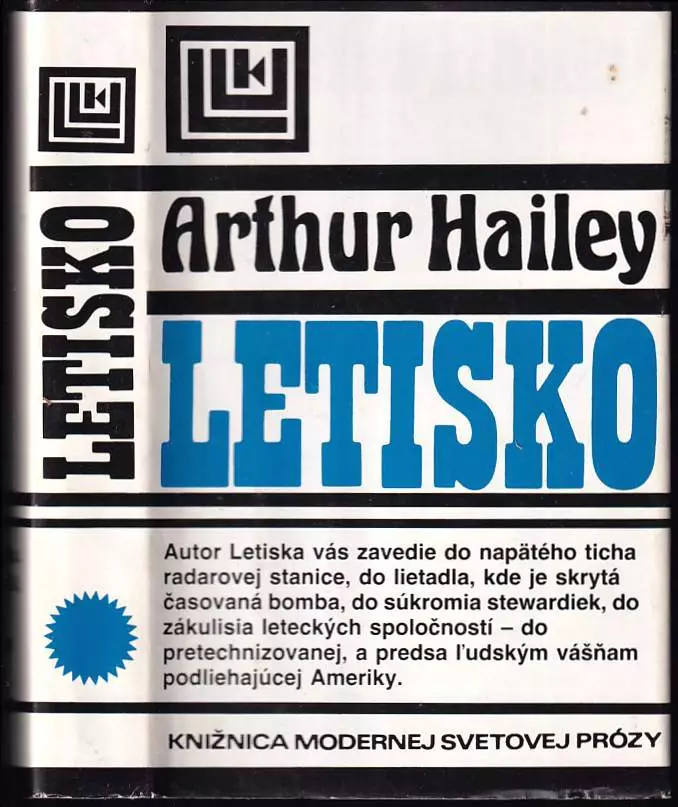 LETISKO
Arthur Hailey
LETISKO
Autor Letiska vás zavedie do napätého ticha
radarovej stanice, do lietadla, kde je skrytá
časovaná bomba, do súkromia stewardiek, do
zákulisia leteckých spoločností – do
pretechnizovanej, a predsa ľudským vášňam
podliehajúcej Ameriky.
KNIŽNICA MODERNEJ SVETOVEJ PRÓZY